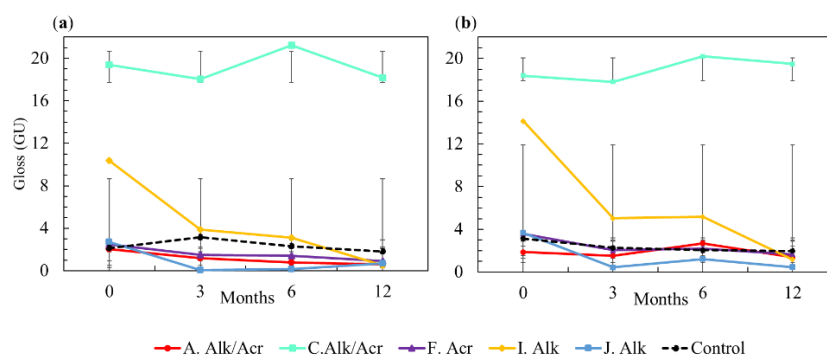 (a) (b)
20 20
16 16
12 12
8 8
4 4
0 0
Gloss (GU)
0 3 6 12 0 3 6 12
Months Months
A. Alk/Acr C.Alk/Acr F. Acr I. Alk J. Alk Control